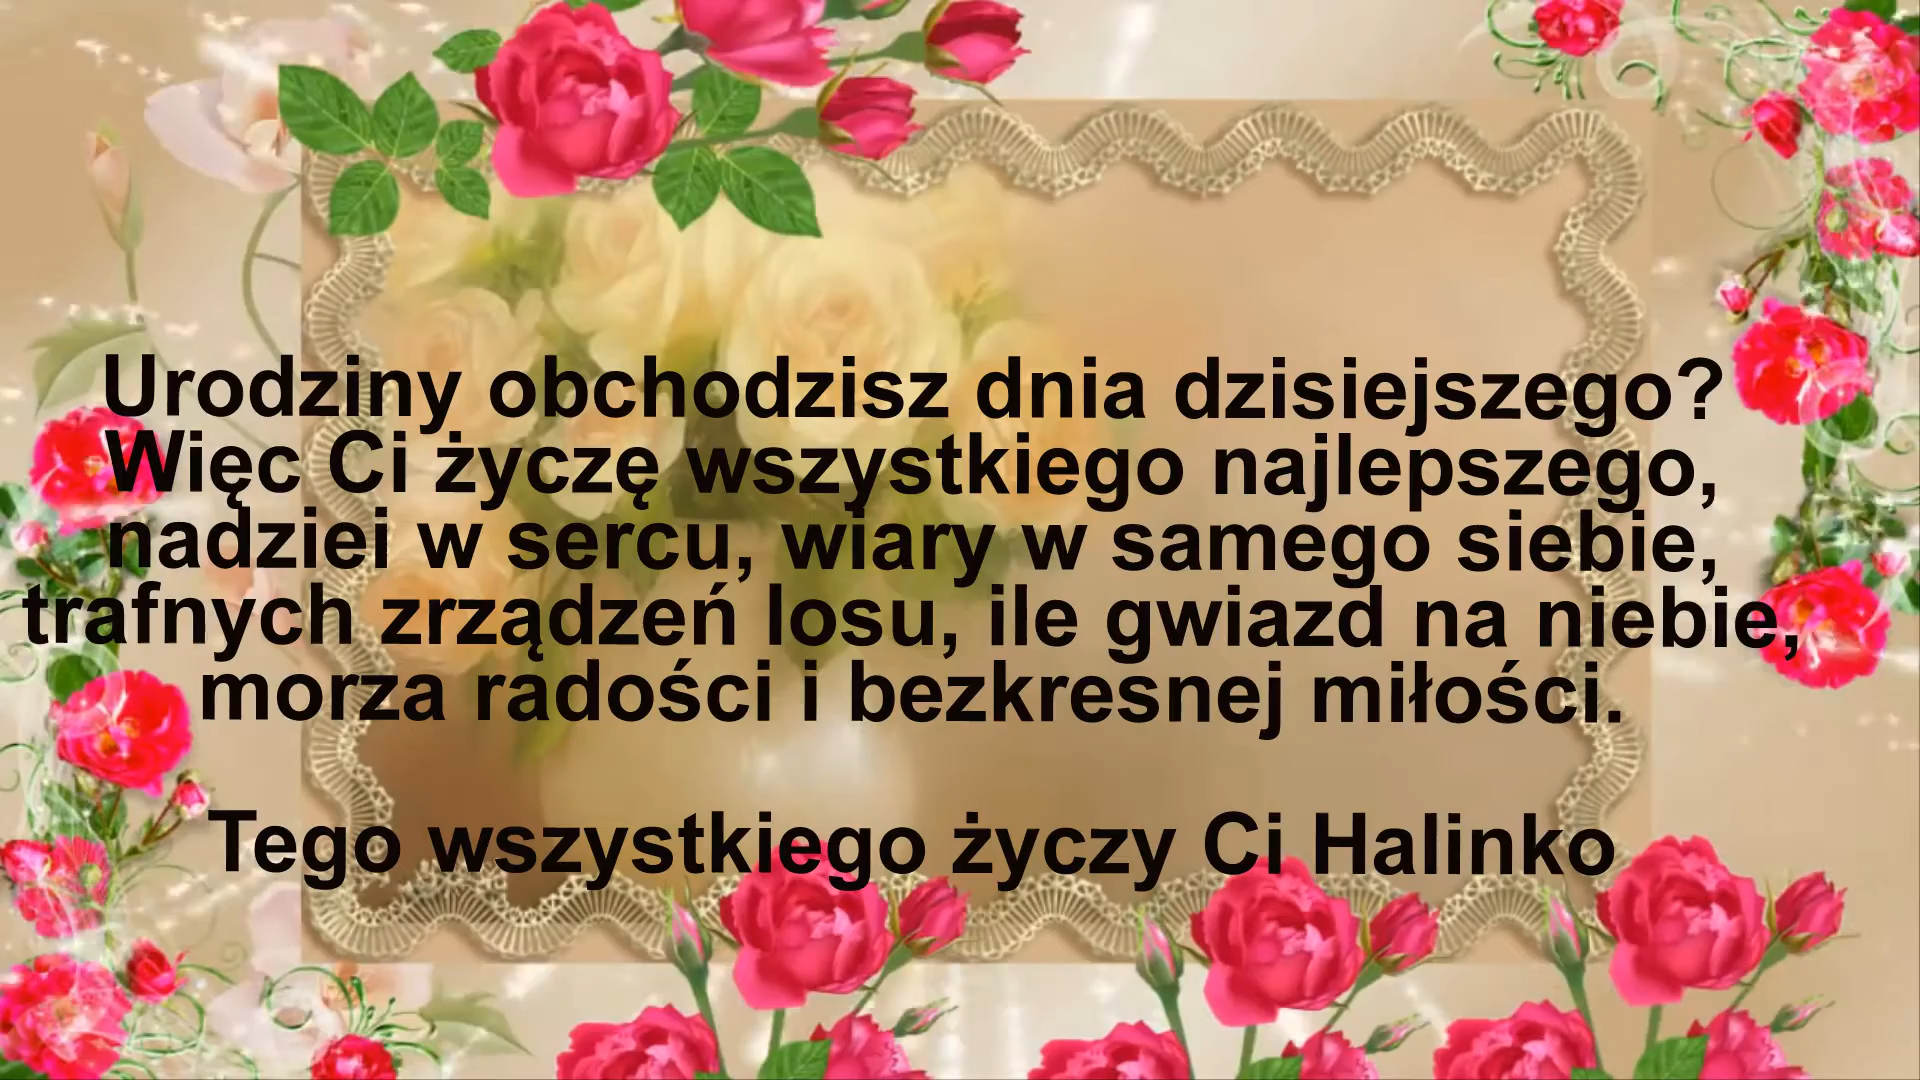 Urodziny obchodzisz dnia dzisiejszego?
Więc Ci życzę wszystkiego najlepszego,
nadziei w sercu, wiary w samego siebie,
trafnych zrządzeń losu, ile gwiazd na niebie,
morza radości i bezkresnej miłości.
Tego wszystkiego życzy Ci Halinko